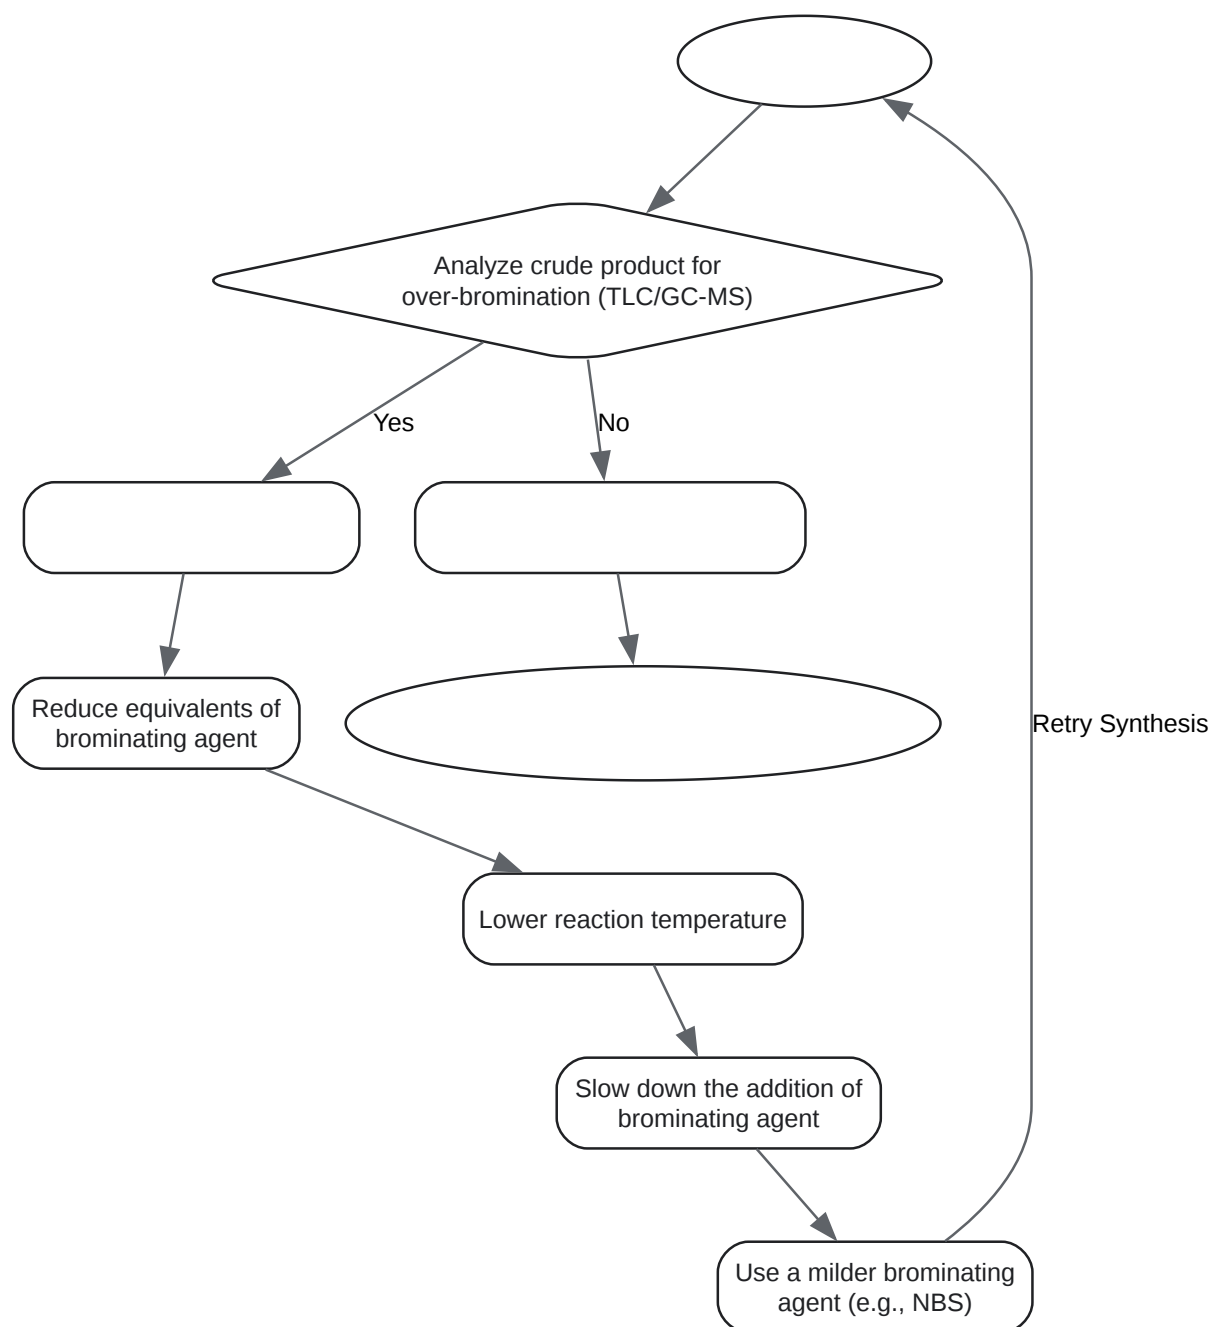 Analyze crude product for
over-bromination (TLC/GC-MS)
Yes
No
Reduce equivalents of
brominating agent
Retry Synthesis
Lower reaction temperature
Slow down the addition of
brominating agent
Use a milder brominating
agent (e.g., NBS)